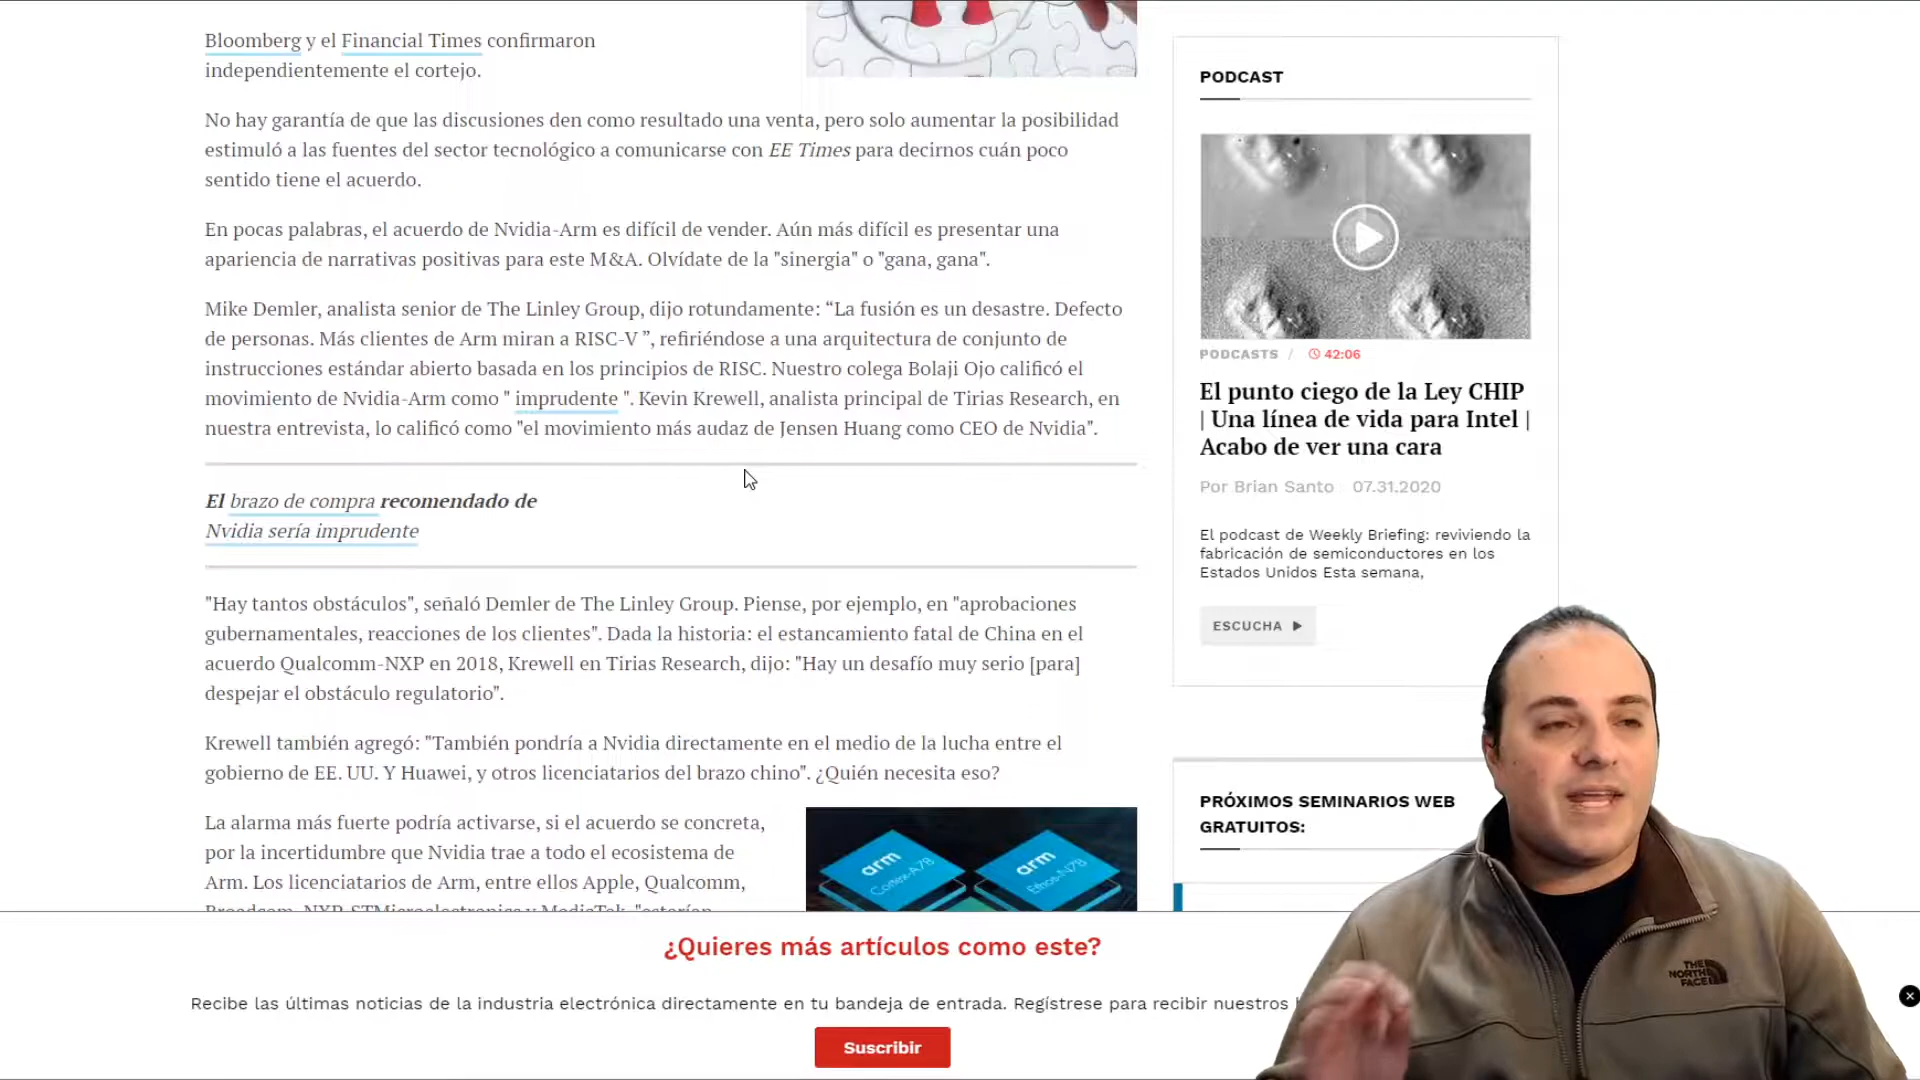 Bloomberg y el Financial Times confirmaron
independientemente el cortejo.
No hay garantía de que las discusiones den como resultado una venta, pero solo aumentar la posibilidad
estimuló a las fuentes del sector tecnológico a comunicarse con EE Times para decirnos cuán poco
sentido tiene el acuerdo.
En pocas palabras, el acuerdo de Nvidia-Arm es difícil de vender. Aún más difícil es presentar una
apariencia de narrativas positivas para este M&A. Olvídate de la "sinergia" o "gana, gana".
Mike Demler, analista senior de The Linley Group, dijo rotundamente: “La fusión es un desastre. Defecto
de personas. Más clientes de Arm miran a RISC-V ”, refiriéndose a una arquitectura de conjunto de
instrucciones estándar abierto basada en los principios de RISC. Nuestro colega Bolaji Ojo calificó el
movimiento de Nvidia-Arm como " imprudente ". Kevin Krewell, analista principal de Tirias Research, en
nuestra entrevista, lo calificó como "el movimiento más audaz de Jensen Huang como CEO de Nvidia".
El brazo de compra recomendado de
Nvidia sería imprudente
"Hay tantos obstáculos", señaló Demler de The Linley Group. Piense, por ejemplo, en "aprobaciones
gubernamentales, reacciones de los clientes". Dada la historia: el estancamiento fatal de China en el
acuerdo Qualcomm-NXP en 2018, Krewell en Tirias Research, dijo: "Hay un desafío muy serio [para]
despejar el obstáculo regulatorio".
Krewell también agregó: "También pondría a Nvidia directamente en el medio de la lucha entre el
gobierno de EE. UU. Y Huawei, y otros licenciatarios del brazo chino". ¿Quién necesita eso?
La alarma más fuerte podría activarse, si el acuerdo se concreta,
por la incertidumbre que Nvidia trae a todo el ecosistema de
Arm. Los licenciatarios de Arm, entre ellos Apple, Qualcomm,
Broadcom, NXP, STMicroelectronics y MediaTek, "estarían
arm
Cortex-A78
arm
Ethos-N78
PODCAST
PODCASTS / 42:06
El punto ciego de la Ley CHIP
| Una línea de vida para Intel |
Acabo de ver una cara
Por Brian Santo 07.31.2020
El podcast de Weekly Briefing: reviviendo la
fabricación de semiconductores en los
Estados Unidos Esta semana,
ESCUCHA
PRÓXIMOS SEMINARIOS WEB
GRATUITOS:
¿Quieres más artículos como este?
Recibe las últimas noticias de la industria electrónica directamente en tu bandeja de entrada. Regístrese para recibir nuestros
Suscribir
THE
NORTH
FACE